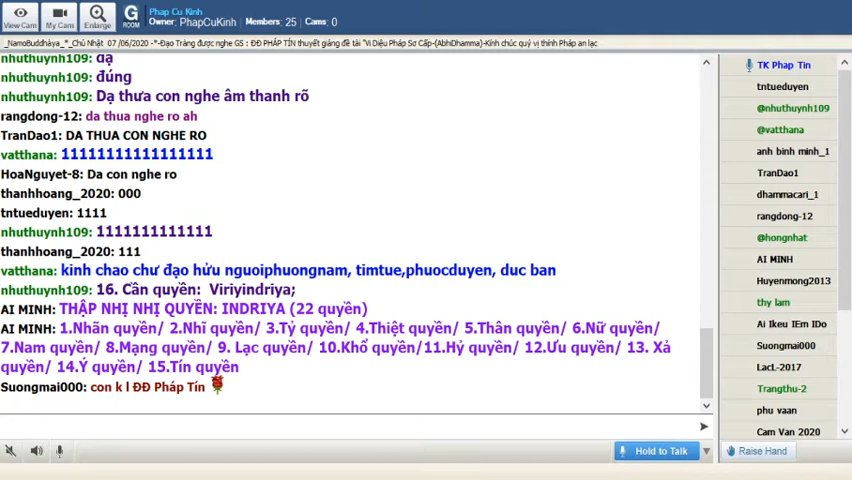 View Cam
My Cam
Enlarge
G
ROOM
Phap Cu Kinh
Owner: PhapCuKinh Members: 25 Cams: 0
_NamoBuddhàya_*_Chủ Nhật 07 /06/2020 -*-Đạo Tràng được nghe GS : ĐĐ PHÁP TÍN thuyết giảng đề tài "Vi Diệu Pháp Sơ Cấp-(AbhiDhamma)-Kính chúc quý vị thính Pháp an lạc
nhuthuynh109: dạ
nhuthuynh109: đúng
nhuthuynh109: Dạ thưa con nghe âm thanh rõ
rangdong-12: da thua nghe ro ah
TranDao1: DA THUA CON NGHE RO
vatthana: 11111111111111111
HoaNguyet-8: Da con nghe ro
thanhhoang_2020: 000
tntueduyen: 1111
nhuthuynh109: 1111111111111
thanhhoang_2020: 111
vatthana: kinh chao chư đạo hửu nguoiphuongnam, timtue,phuocduyen, duc ban
nhuthuynh109: 16. Cần quyền: Viriyindriya;
AI MINH: THẬP NHỊ NHỊ QUYỀN: INDRIYA (22 quyền)
AI MINH: 1.Nhãn quyền/ 2.Nhĩ quyền/ 3.Tỷ quyền/ 4.Thiệt quyền/ 5.Thân quyền/ 6.Nữ quyền/
7.Nam quyền/ 8.Mạng quyền/ 9. Lạc quyền/ 10.Khổ quyền/11.Hỷ quyền/ 12.Ưu quyền/ 13. Xả
quyền/ 14.Ý quyền/ 15.Tín quyền
Suongmai000: con k l ĐĐ Pháp Tín
Hold to Talk
TK Phap Tin
tntueduyen
@nhuthuynh109
@vatthana
anh binh minh_1
TranDao1
dhammacari_1
rangdong-12
@hongnhat
AI MINH
Huyenmong2013
thy lam
Ai Ikeu IEm IDo
Suongmai000
LacL-2017
Trangthu-2
phu vaan
Cam Van 2020
Raise Hand